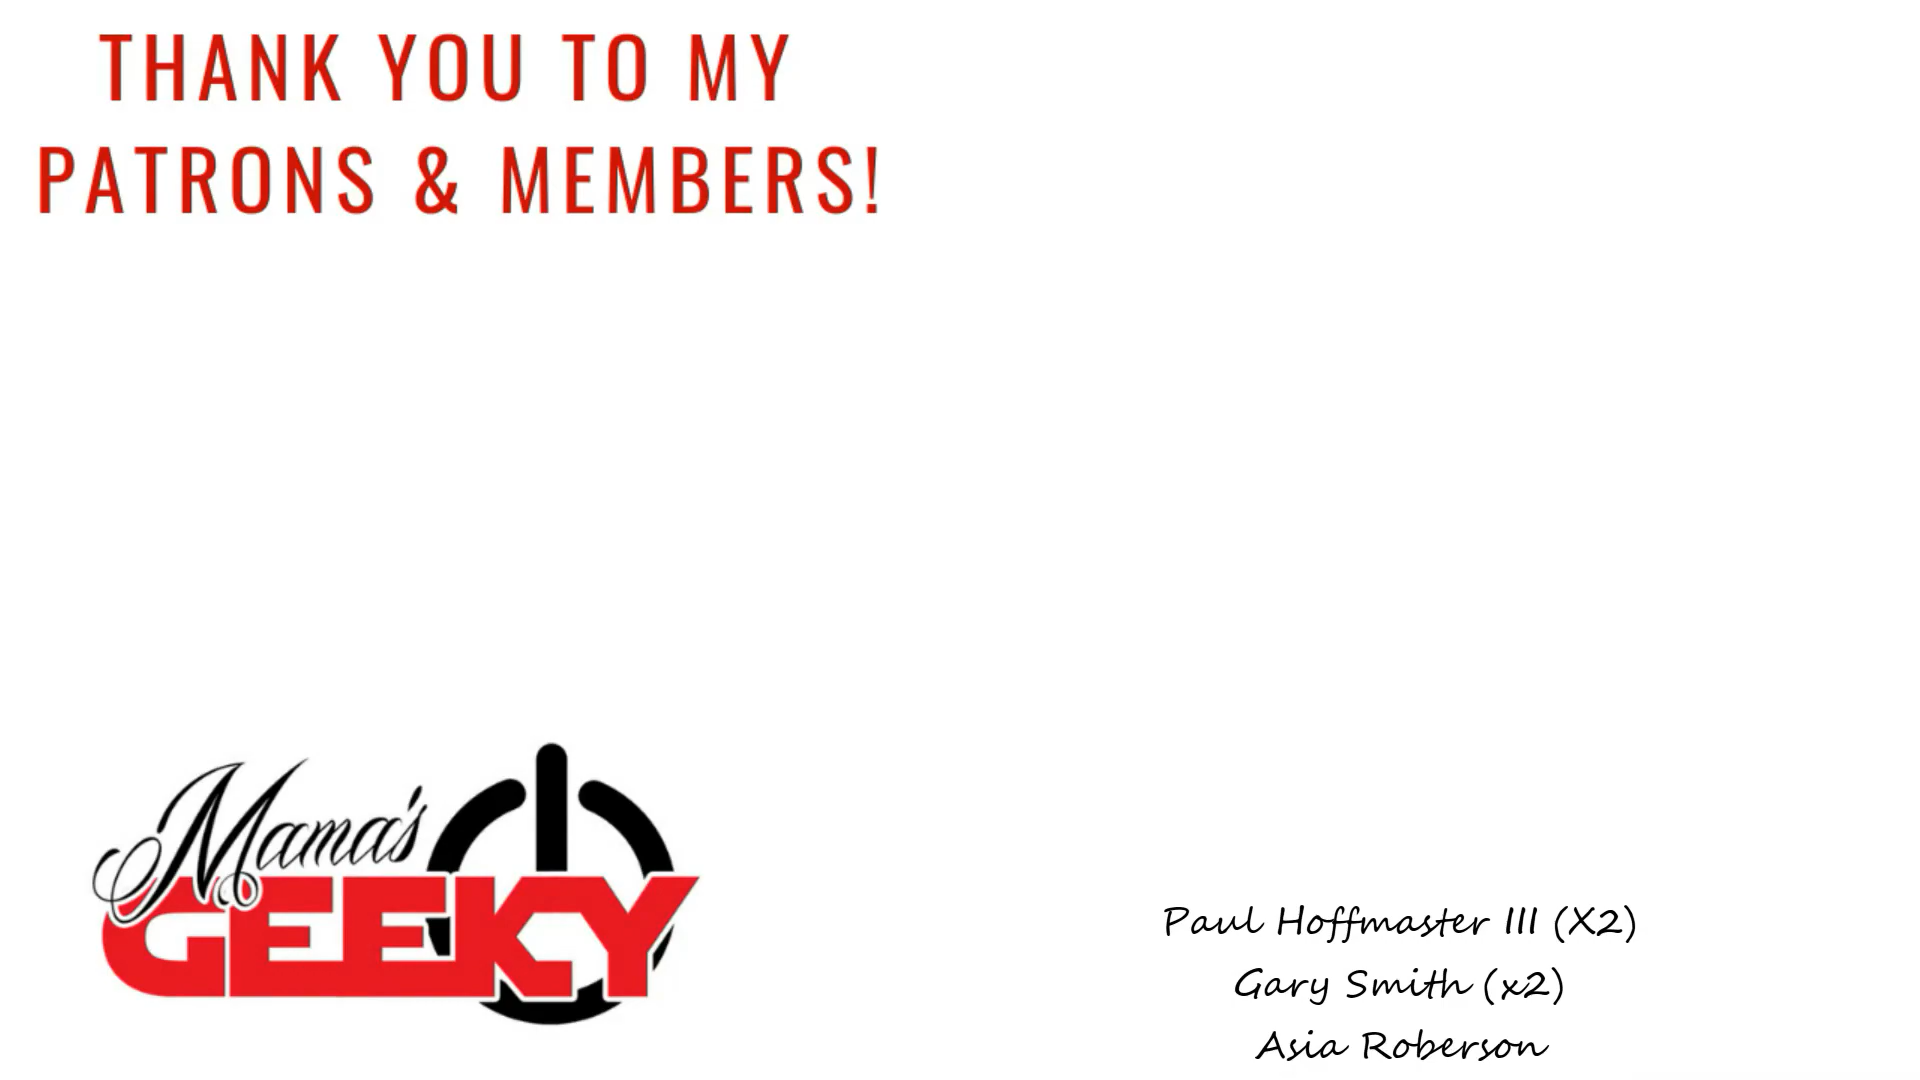 THANK YOU TO MY
PATRONS & MEMBERS!
Mama's
GEEKY
Paul Hoffmaster III (X2)
Gary Smith (x2)
Asia Roberson